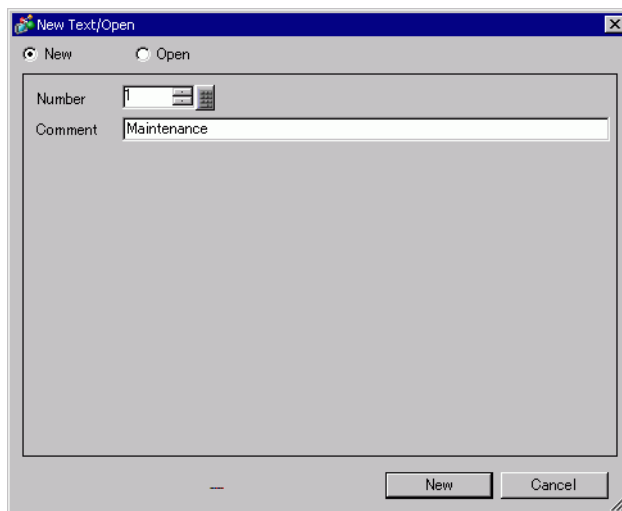 New Text/Open
New Open
Number 1
Comment Maintenance
New Cancel